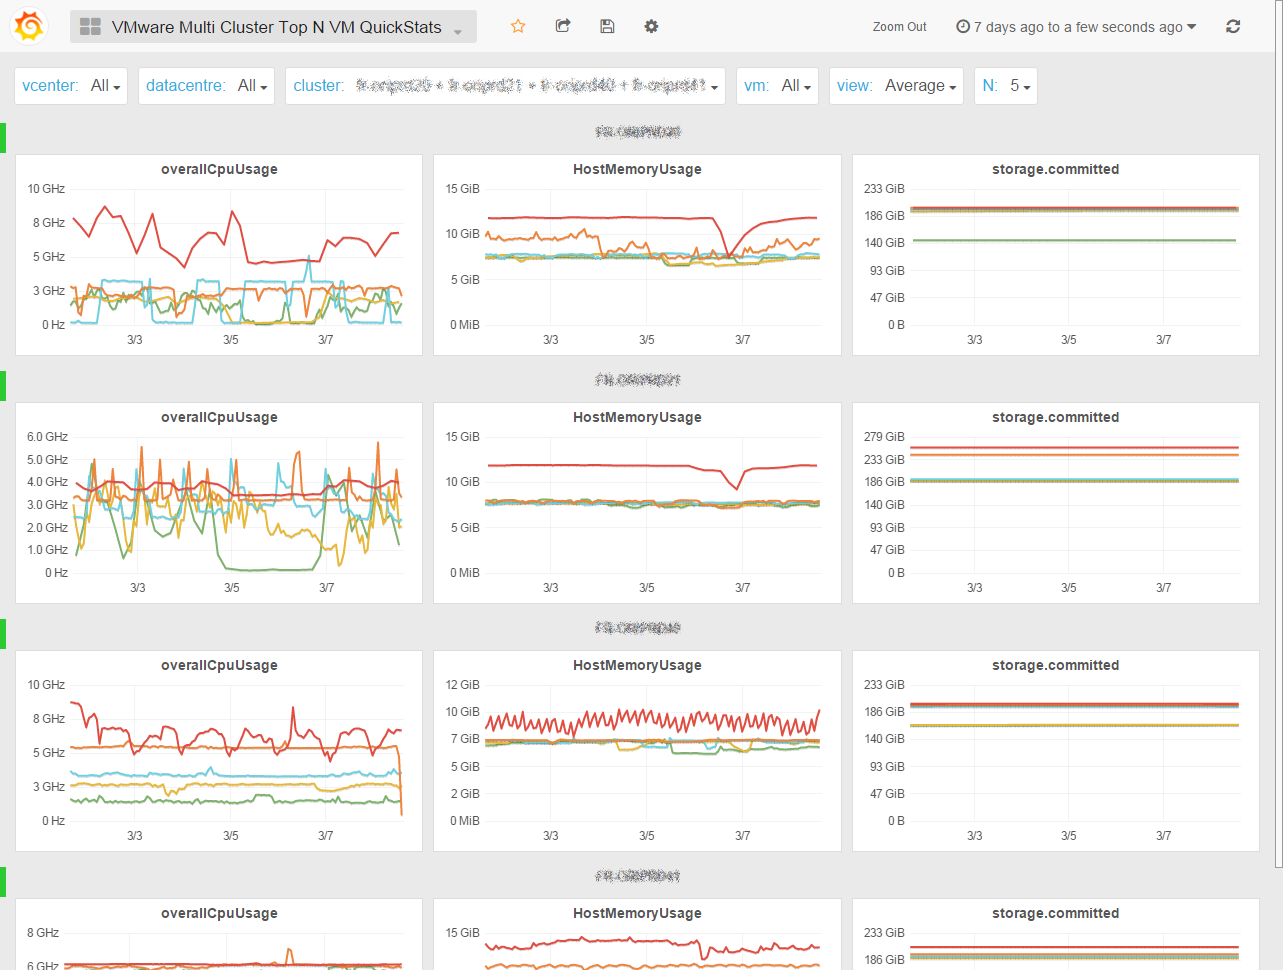 VMware Multi Cluster Top N VM QuickStats Zoom Out 7 days ago to a few seconds ago
vcenter: All datacentre: All cluster: vm: All view: Average N: 5
overallCpuUsage HostMemoryUsage storage.committed
10 GHz 15 GiB 233 GiB
8 GHz 186 GiB
10 GiB
5 GHz 140 GiB
5 GiB 93 GiB
3 GHz 47 GiB
0 Hz 0 MiB 0 B
3/3 3/5 3/7 3/3 3/5 3/7 3/3 3/5 3/7
overallCpuUsage HostMemoryUsage storage.committed
6.0 GHz 15 GiB 279 GiB
5.0 GHz 233 GiB
4.0 GHz 10 GiB 186 GiB
3.0 GHz 140 GiB
2.0 GHz 5 GiB 93 GiB
1.0 GHz 47 GiB
0 Hz 0 MiB 0 B
3/3 3/5 3/7 3/3 3/5 3/7 3/3 3/5 3/7
overallCpuUsage HostMemoryUsage storage.committed
10 GHz 12 GiB 233 GiB
8 GHz 10 GiB 186 GiB
5 GHz 7 GiB 140 GiB
5 GiB 93 GiB
3 GHz 2 GiB 47 GiB
0 Hz 0 MiB 0 B
3/3 3/5 3/7 3/3 3/5 3/7 3/3 3/5 3/7
overallCpuUsage HostMemoryUsage storage.committed
8 GHz 15 GiB 233 GiB
6 GHz 10 GiB 186 GiB